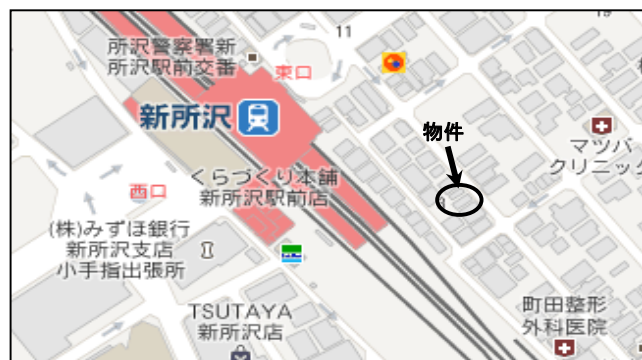 所沢警察署新
所沢駅前交番
11
19
東口
新所沢
物件
マツバ
クリニック
くらづくり本舗
新所沢駅前店
西口
(株)みずほ銀行
新所沢支店
小手指出張所
TSUTAYA
新所沢店
町田整形
外科医院